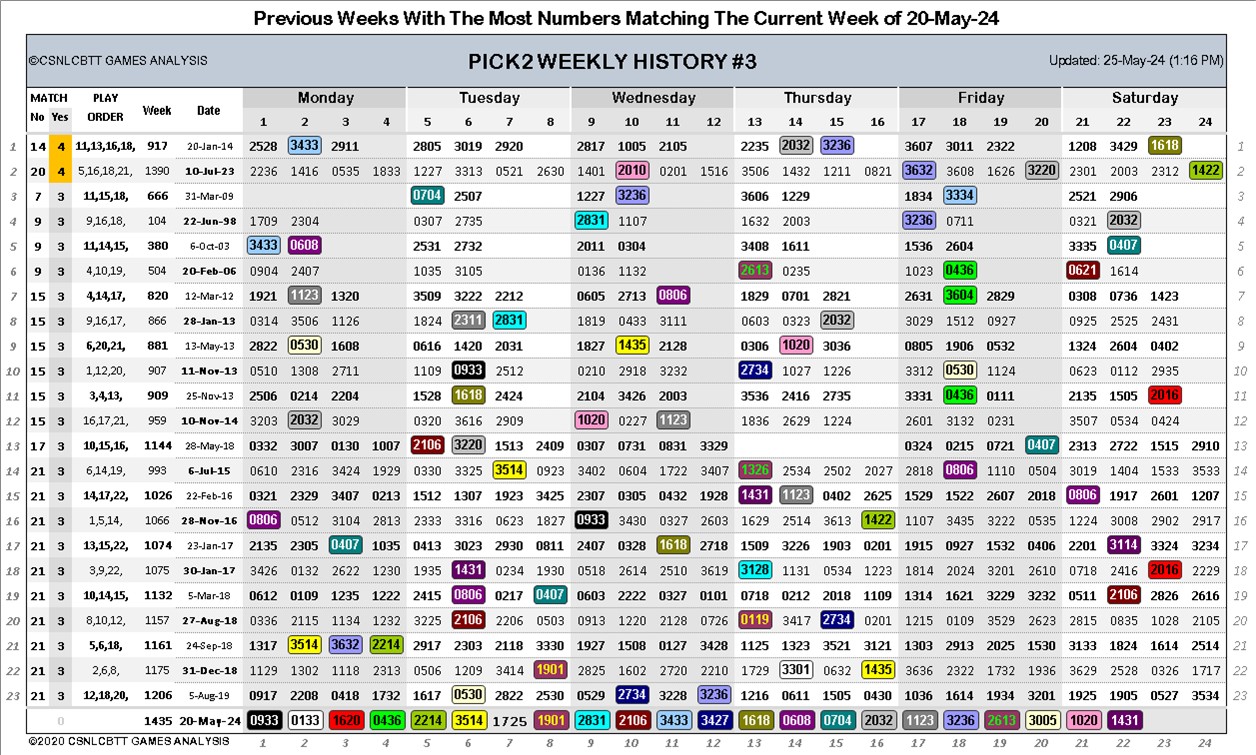 Previous Weeks With The Most Numbers Matching The Current Week of 20-May-24
©CSNLCBTT GAMES ANALYSIS PICK2 WEEKLY HISTORY #3 Updated: 25-May-24 (1:16 PM)
MATCH PLAY Week Date Monday Tuesday Wednesday Thursday Friday Saturday
No Yes ORDER 1 2 3 4 5 6 7 8 9 10 11 12 13 14 15 16 17 18 19 20 21 22 23 24
1 14 4 11,13,16,18, 917 20-Jan-14 2528 3433 2911 2805 3019 2920 2817 1005 2105 2235 2032 3236 3607 3011 2322 1208 3429 1618 1
2 20 4 5,16,18,21, 1390 10-Jul-23 2236 1416 0535 1833 1227 3313 0521 2630 1401 2010 0201 1516 3506 1432 1211 0821 3632 3608 1626 3220 2301 2003 2312 1422 2
3 7 3 11,15,18, 666 31-Mar-09 0704 2507 1227 3236 3606 1229 1834 3334 2521 2906 3
4 9 3 9,16,18, 104 22-Jun-98 1709 2304 0307 2735 2831 1107 1632 2003 3236 0711 0321 2032 4
5 9 3 11,14,15, 380 6-Oct-03 3433 0608 2531 2732 2011 0304 3408 1611 1536 2604 3335 0407 5
6 9 3 4,10,19, 504 20-Feb-06 0904 2407 1035 3105 0136 1132 2613 0235 1023 0436 0621 1614 6
7 15 3 4,14,17, 820 12-Mar-12 1921 1123 1320 3509 3222 2212 0605 2713 0806 1829 0701 2821 2631 3604 2829 0308 0736 1423 7
8 15 3 9,16,17, 866 28-Jan-13 0314 3506 1126 1824 2311 2831 1819 0433 3111 0603 0323 2032 3029 1512 0927 0925 2525 2431 8
9 15 3 6,20,21, 881 13-May-13 2822 0530 1608 0616 1420 2031 1827 1435 2128 0306 1020 3036 0805 1906 0532 1324 2604 0402 9
10 15 3 1,12,20, 907 11-Nov-13 0510 1308 2711 1109 0933 2512 0210 2918 3232 2734 1027 1226 3312 0530 1124 0623 0112 2935 10
11 15 3 3,4,13, 909 25-Nov-13 2506 0214 2204 1528 1618 2424 2104 3426 2003 3536 2416 2735 3331 0436 0111 2135 1505 2016 11
12 15 3 16,17,21, 959 10-Nov-14 3203 2032 3029 0320 3616 2909 1020 0227 1123 1836 2629 1224 2601 3132 0231 3507 0534 0424 12
13 17 3 10,15,16, 1144 28-May-18 0332 3007 0130 1007 2106 3220 1513 2409 0307 0731 0831 3329 0324 0215 0721 0407 2313 2722 1515 2910 13
14 21 3 6,14,19, 993 6-Jul-15 0610 2316 3424 1929 0330 3325 3514 0923 3402 0604 1722 3407 1326 2534 2502 2027 2818 0806 1110 0504 3019 1404 1533 3533 14
15 21 3 14,17,22, 1026 22-Feb-16 0321 2329 3407 0213 1512 1307 1923 3425 2307 0305 0432 1928 1431 1123 0402 2625 1529 1522 2607 2018 0806 1917 2601 1207 15
16 21 3 1,5,14, 1066 28-Nov-16 0806 0512 3104 2813 2333 3316 0623 1827 0933 3430 0327 2603 1629 2514 3613 1422 1107 3435 3222 0535 1224 3008 2902 2917 16
17 21 3 13,15,22, 1074 23-Jan-17 2135 2305 0407 1035 0413 3023 2930 0811 2407 0328 1618 2718 1509 3226 1903 0201 1915 0927 1532 0406 2201 3114 3324 3234 17
18 21 3 3,9,22, 1075 30-Jan-17 3426 0132 2622 1230 1935 1431 0234 1930 0518 2614 2510 3619 3128 1131 0534 1223 1814 2024 3201 2610 0718 2416 2016 2229 18
19 21 3 10,14,15, 1132 5-Mar-18 0612 0109 1235 1222 2415 0806 0217 0407 0603 2222 0327 0101 0718 0212 2018 1109 1314 1621 3229 3232 0511 2106 2826 2616 19
20 21 3 8,10,12, 1157 27-Aug-18 0336 2115 1134 1232 3235 2106 2206 0503 0913 1220 2128 0726 0119 3417 2734 0201 1215 0109 3529 2623 2815 0835 1028 2105 20
21 21 3 5,6,18, 1161 24-Sep-18 1317 3514 3632 2214 2917 2303 2118 3330 1927 1508 0127 3428 1125 1323 3521 3121 1303 2913 2025 1530 3133 1824 1614 2514 21
22 21 3 2,6,8, 1175 31-Dec-18 1129 1302 1118 2313 0506 1209 3414 1901 2825 1602 2720 2210 1729 3301 0632 1435 3636 2322 1732 1936 3629 2528 0326 1717 22
23 21 3 12,18,20, 1206 5-Aug-19 0917 2208 0418 1732 1617 0530 2822 2530 0529 2734 3228 3236 1216 0611 1505 0430 1036 1614 1934 3201 1925 1905 0527 3534 23
0 1435 20-May-24 0933 0133 1620 0436 2214 3514 1725 1901 2831 2106 3433 3427 1618 0608 0704 2032 1123 3236 2613 3005 1020 1431
©2020 CSNLCBTT GAMES ANALYSIS 1 2 3 4 5 6 7 8 9 10 11 12 13 14 15 16 17 18 19 20 21 22 23 24